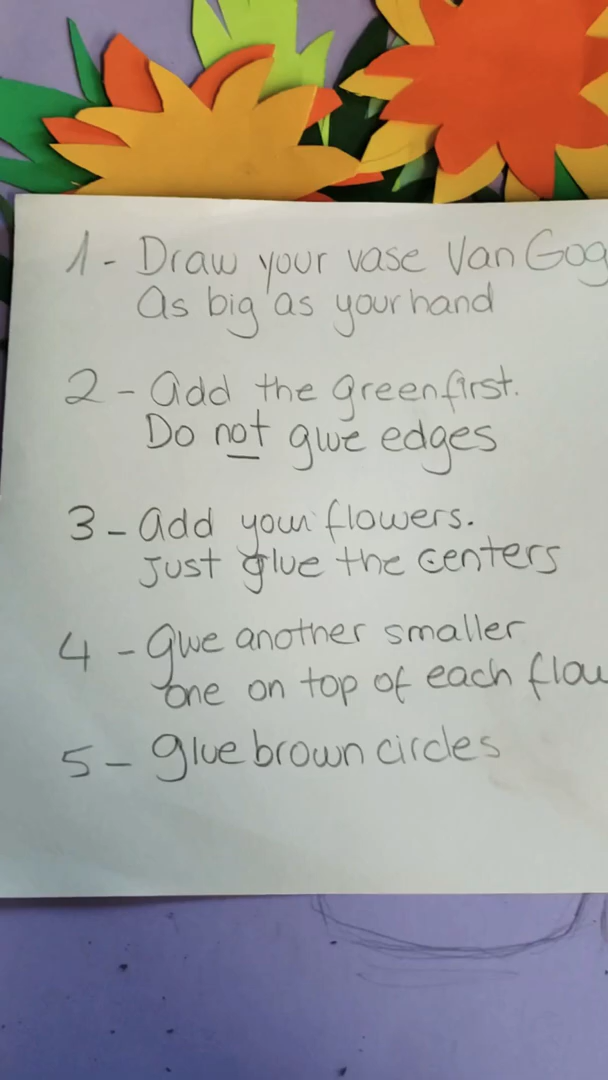 1 - Draw your vase Van Gog
As big as your hand
2 - Add the green first.
Do not glue edges
3 - Add your flowers.
Just glue the centers
4 - glue another smaller
one on top of each flow
5 - Glue brown circles